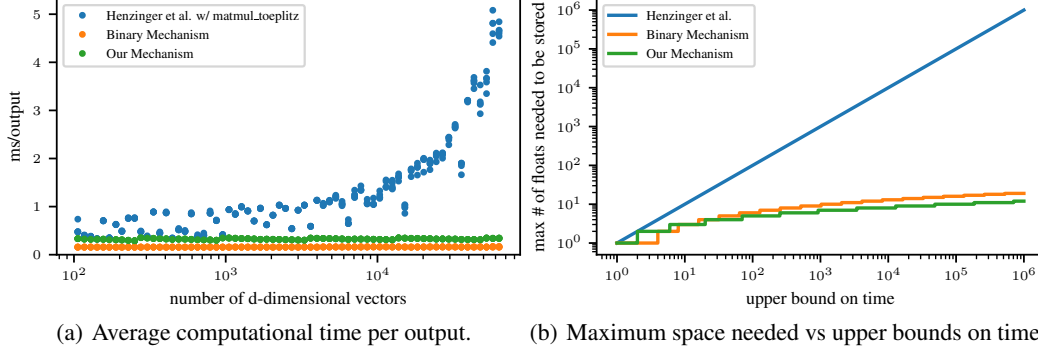 Henzinger et al. w/ matmul_toeplitz
Binary Mechanism
Our Mechanism
5
4
3
2
1
0
ms/output
10^2
10^3
10^4
number of d-dimensional vectors
(a) Average computational time per output.
Henzinger et al.
Binary Mechanism
Our Mechanism
10^6
10^5
10^4
10^3
10^2
10^1
10^0
max # of floats needed to be stored
10^0
10^1
10^2
10^3
10^4
10^5
10^6
upper bound on time
(b) Maximum space needed vs upper bounds on time